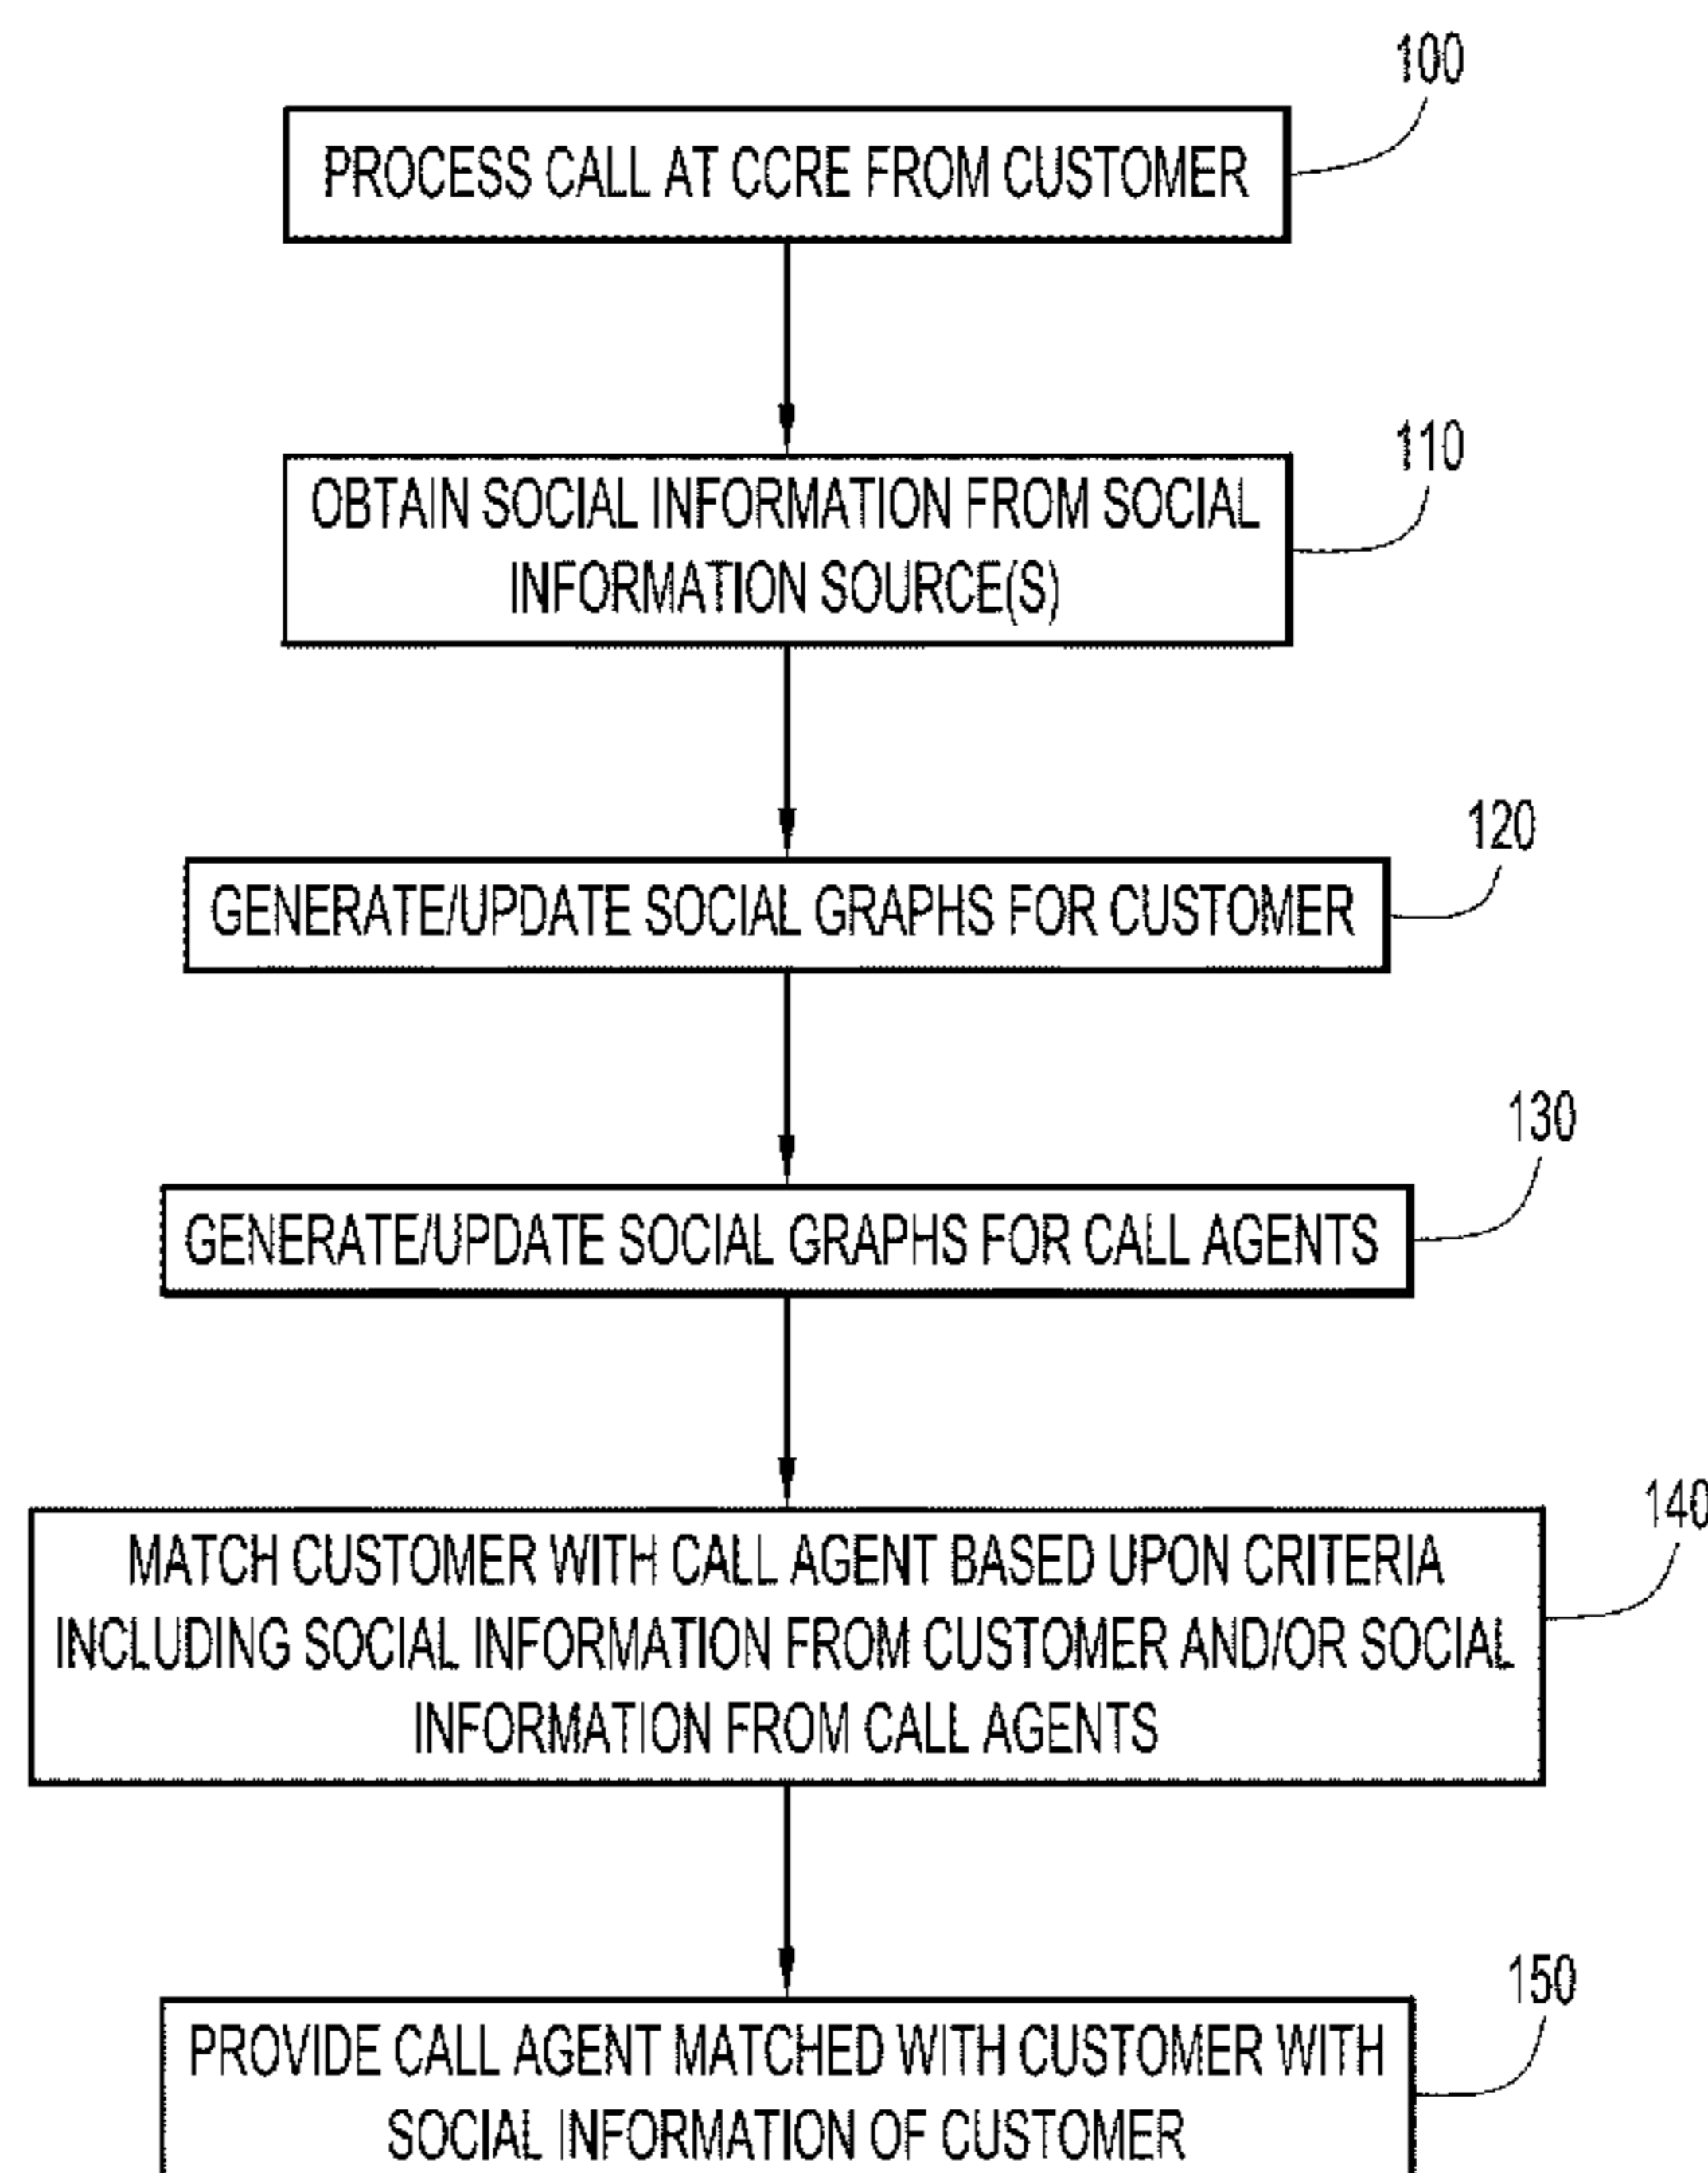 100
PROCESS CALL AT CCRE FROM CUSTOMER
110
OBTAIN SOCIAL INFORMATION FROM SOCIAL
INFORMATION SOURCE(S)
120
GENERATE/UPDATE SOCIAL GRAPHS FOR CUSTOMER
130
GENERATE/UPDATE SOCIAL GRAPHS FOR CALL AGENTS
140
MATCH CUSTOMER WITH CALL AGENT BASED UPON CRITERIA
INCLUDING SOCIAL INFORMATION FROM CUSTOMER AND/OR SOCIAL
INFORMATION FROM CALL AGENTS
150
PROVIDE CALL AGENT MATCHED WITH CUSTOMER WITH
SOCIAL INFORMATION OF CUSTOMER